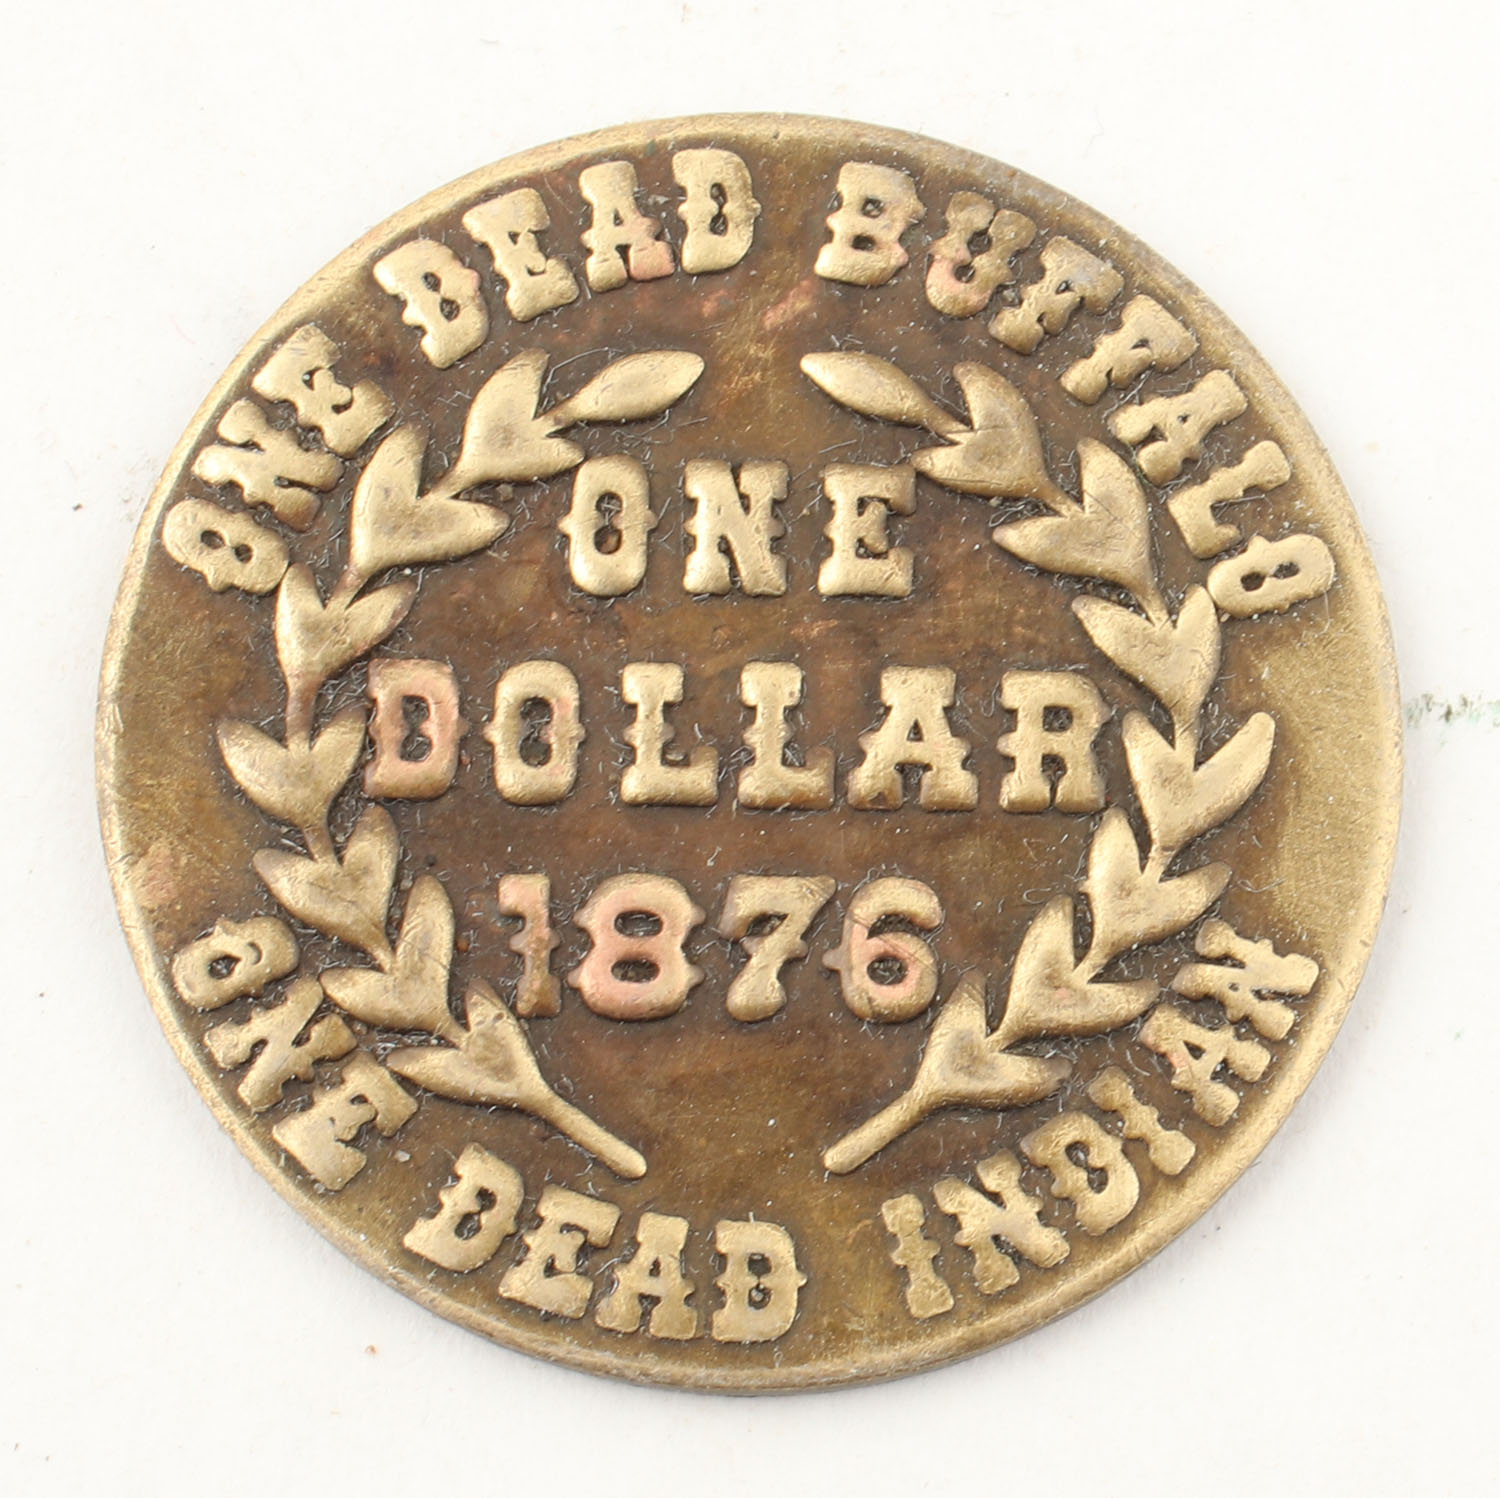 ONE DEAD BUFFALO
ONE
DOLLAR
1876
ONE DEAD INDIAN